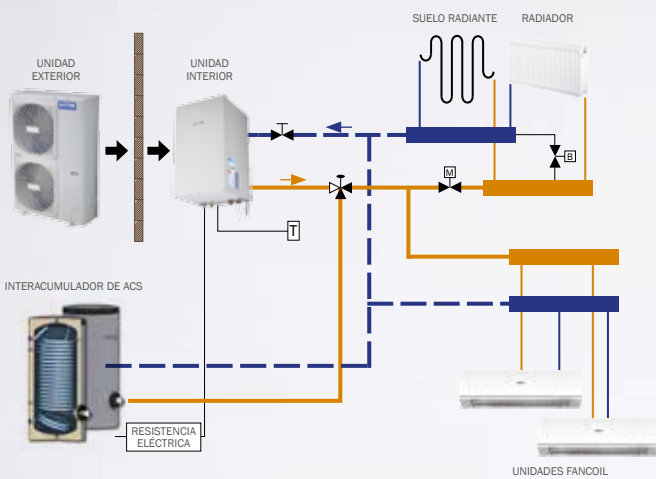 SUELO RADIANTE
RADIADOR
UNIDAD
EXTERIOR
UNIDAD
INTERIOR
M
B
T
INTERACUMULADOR DE ACS
RESISTENCIA
ELÉCTRICA
UNIDADES FANCOIL